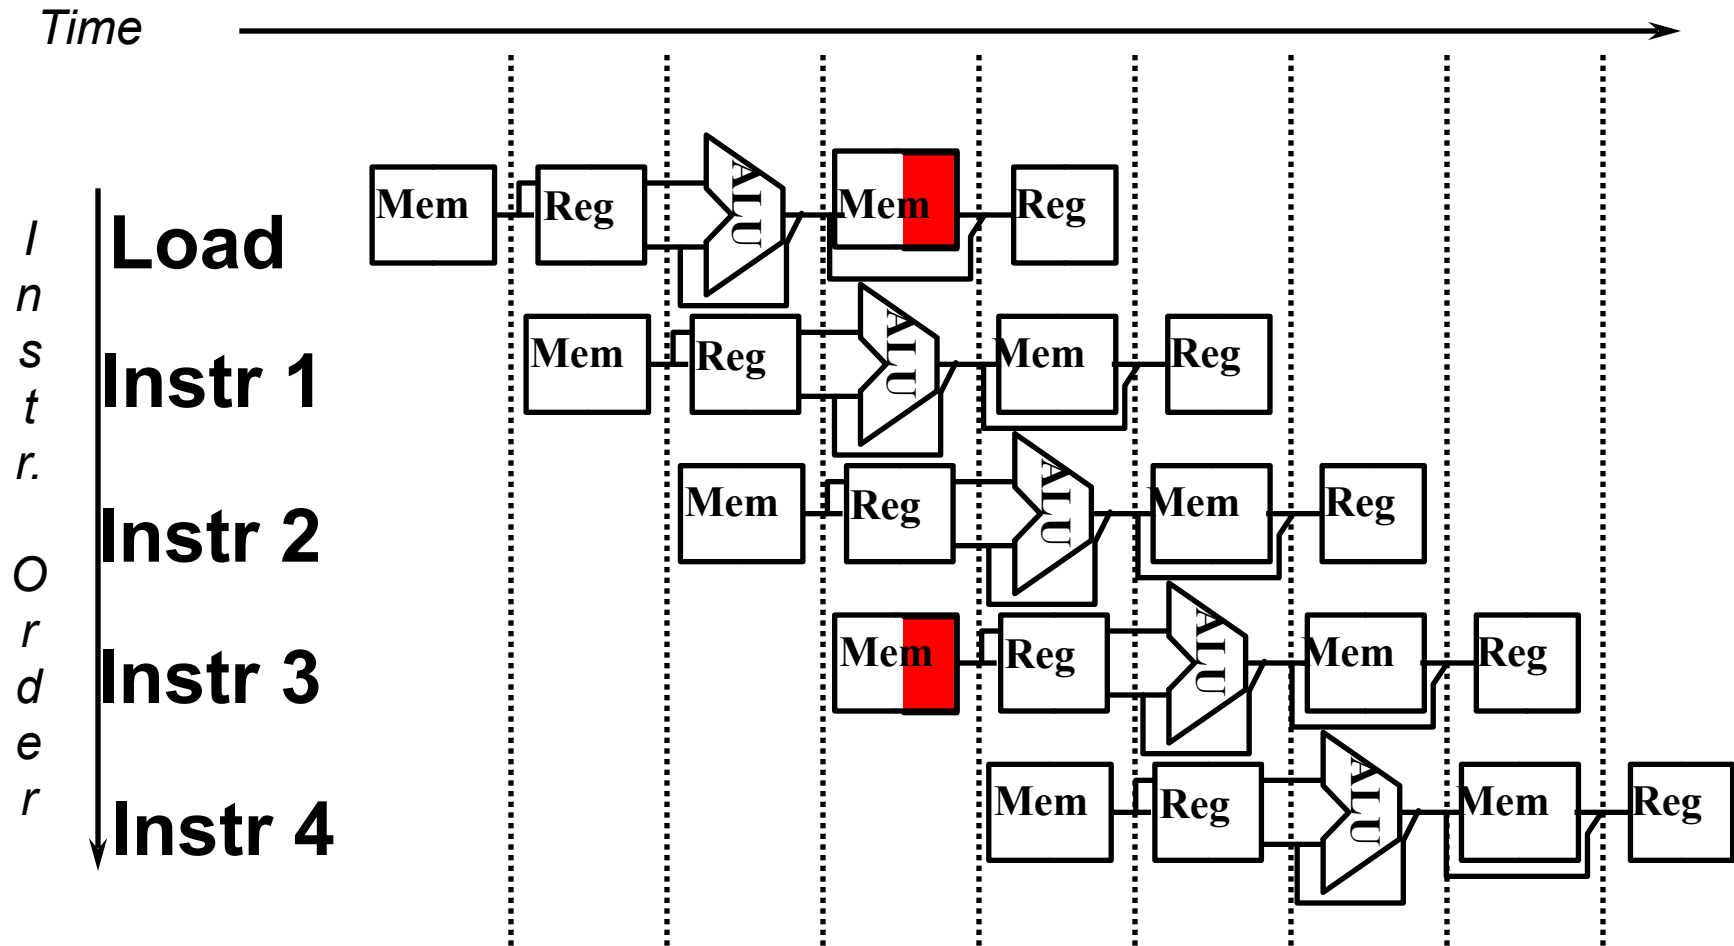 Time
Instr. Order
Load
Mem Reg ALU Mem Reg
Instr 1
Mem Reg ALU Mem Reg
Instr 2
Mem Reg ALU Mem Reg
Instr 3
Mem Reg ALU Mem Reg
Instr 4
Mem Reg ALU Mem Reg